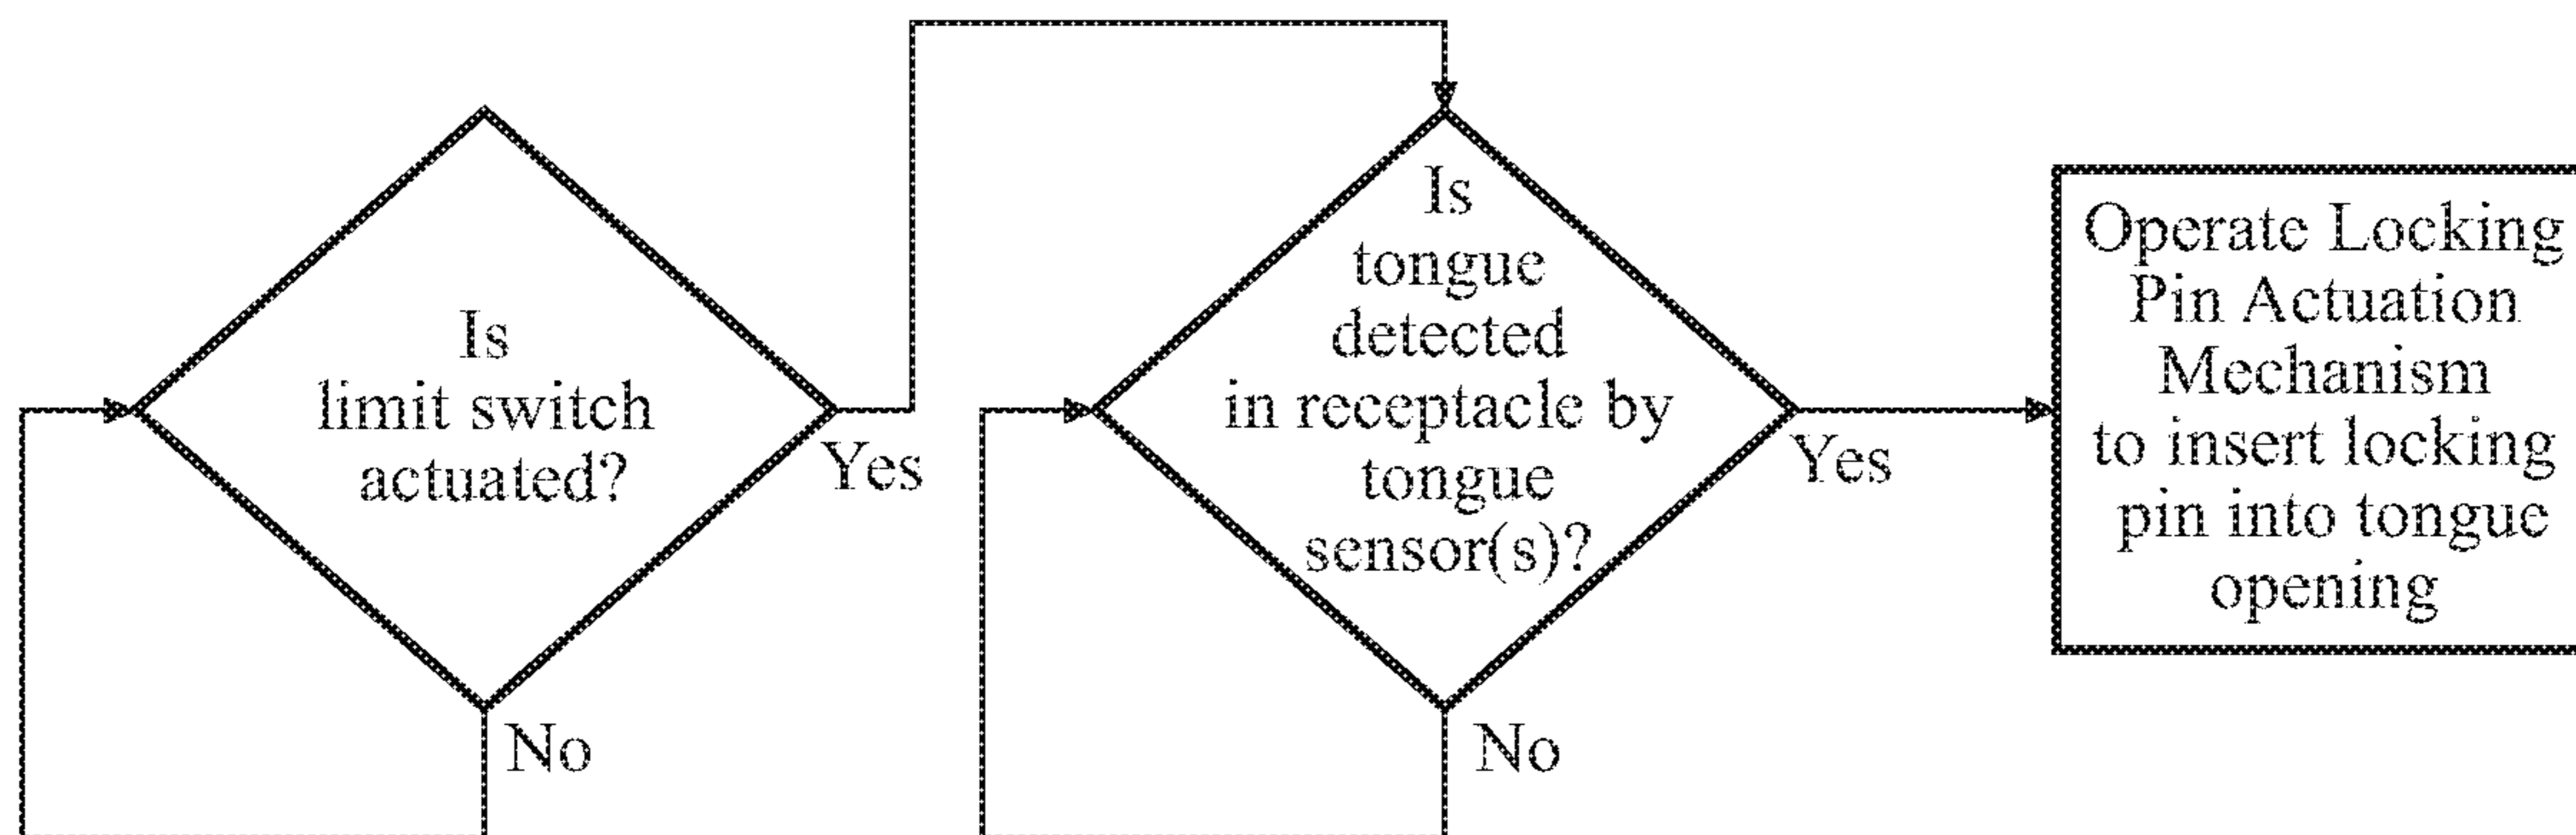 Is
limit switch
actuated?
Yes
No
Is
tongue
detected
in receptacle by
tongue
sensor(s)?
Yes
No
Operate Locking
Pin Actuation
Mechanism
to insert locking
pin into tongue
opening